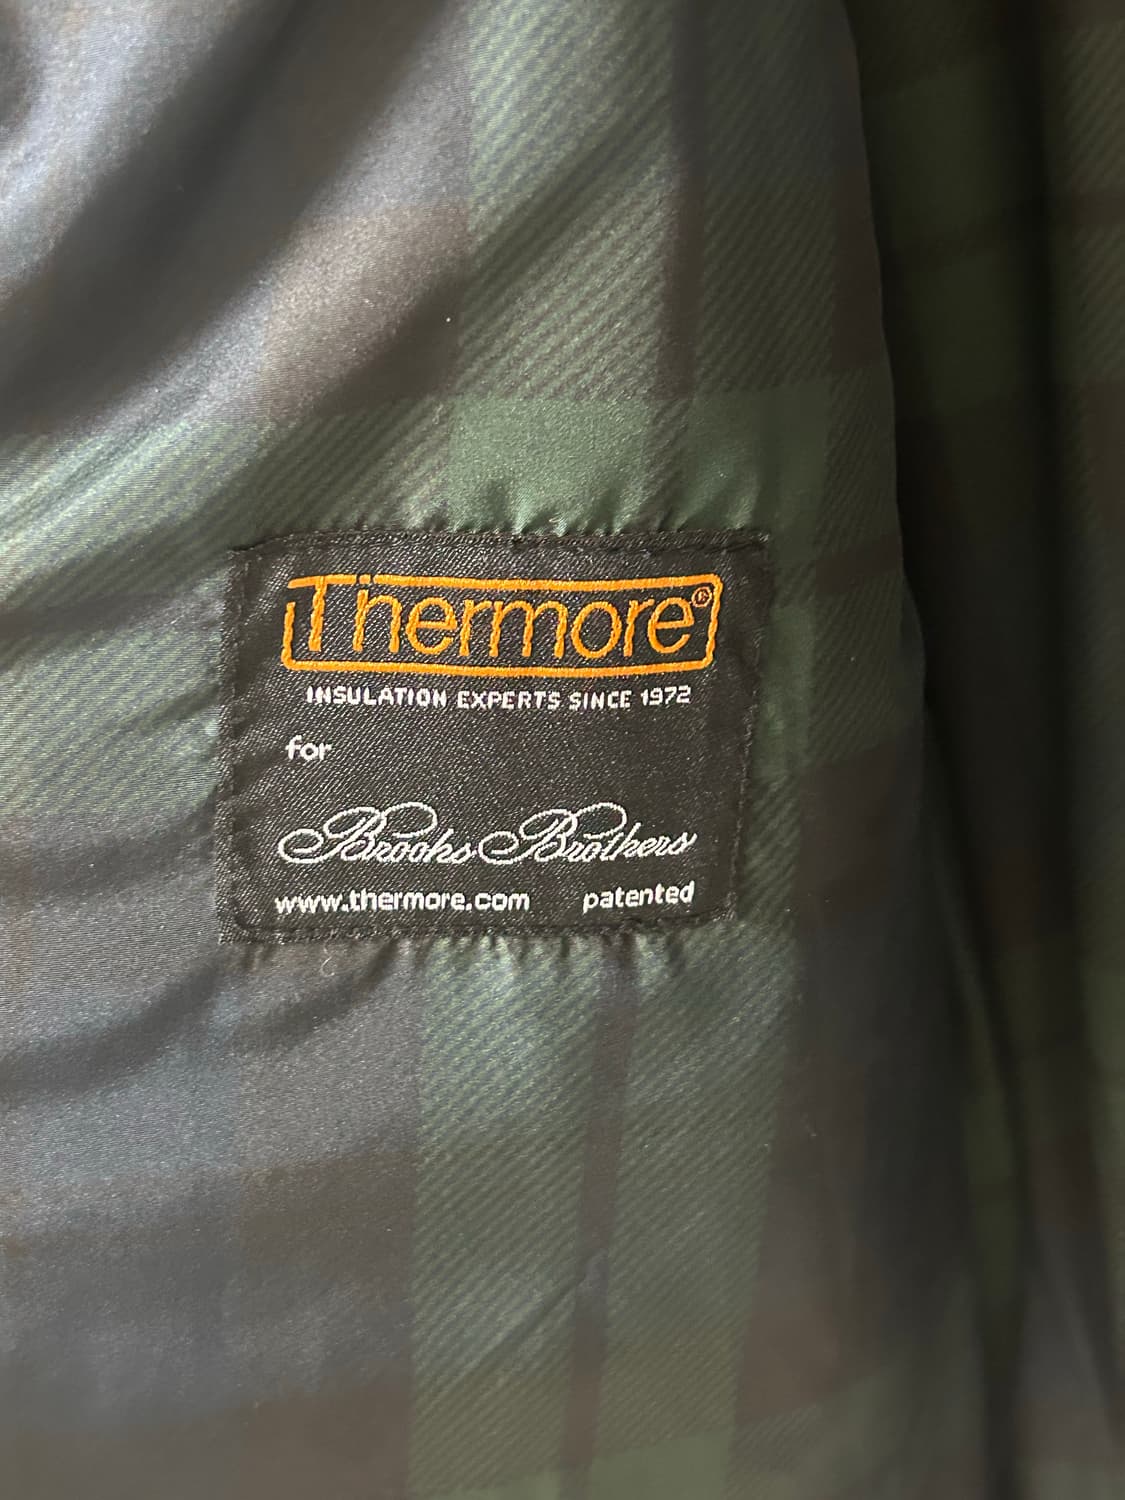 Thermore®
INSULATION EXPERTS SINCE 1972
for
Brooks Brothers
www.thermore.com patented